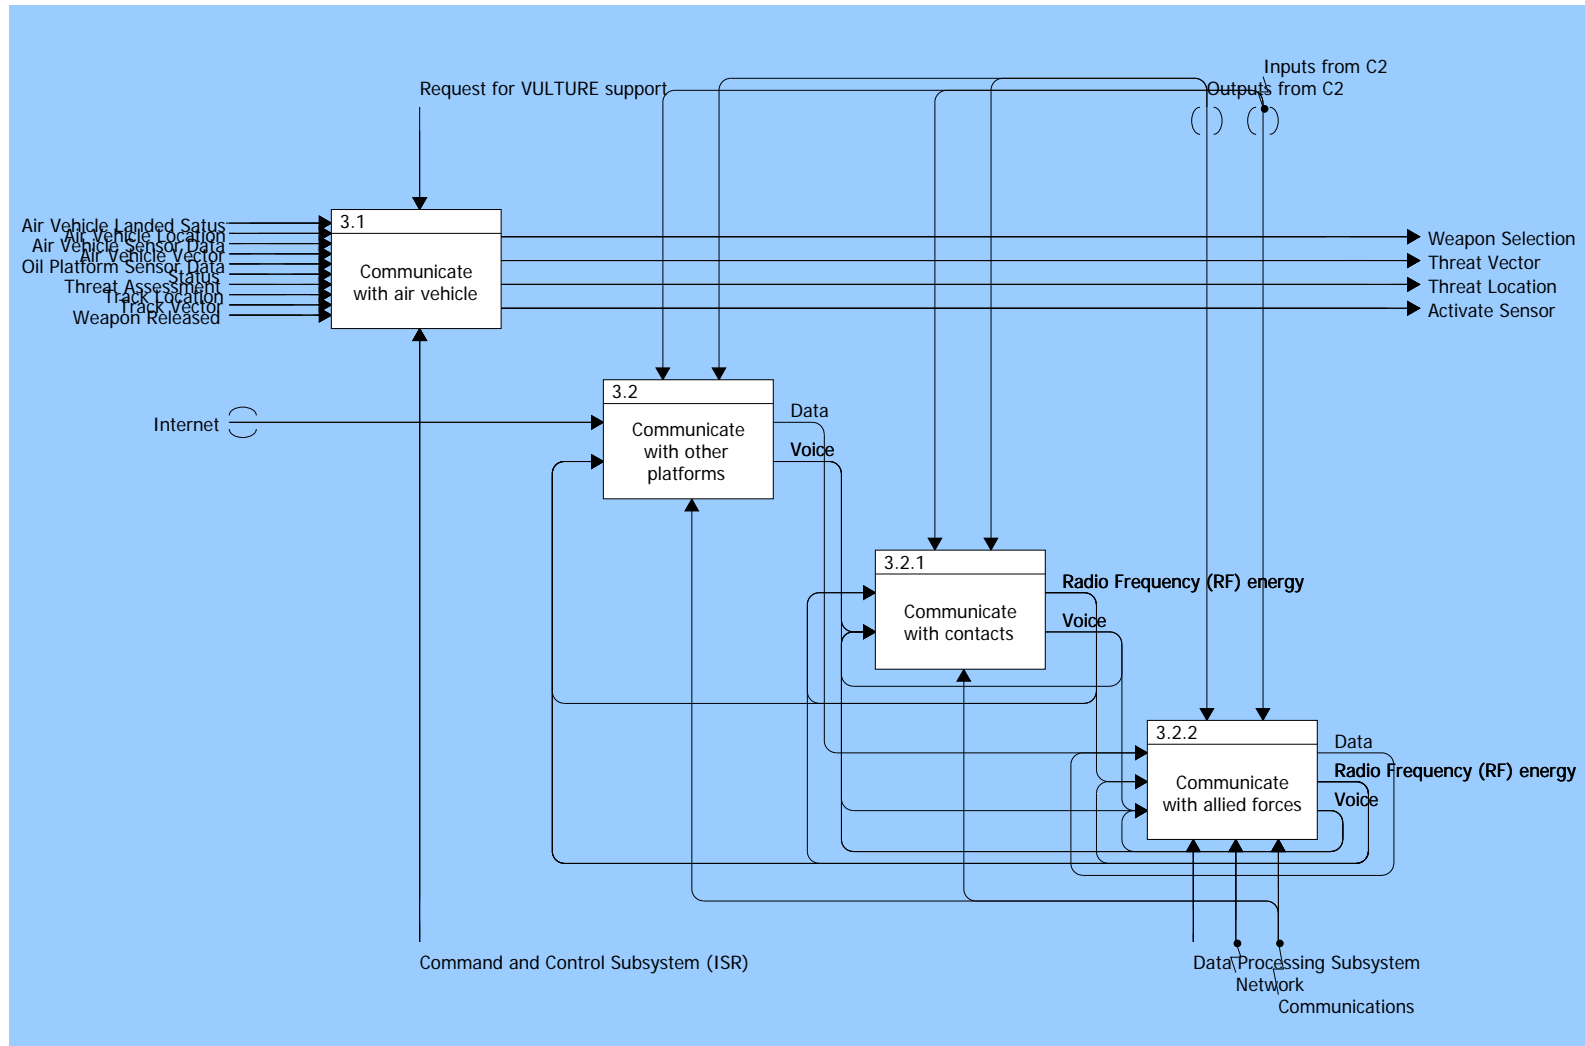 Inputs from C2
Request for VULTURE support
Outputs from C2
3.1
Communicate
with air vehicle
Air Vehicle Landed Satus
Air Vehicle Location
Air Vehicle Sensor Data
Air Vehicle Vector
Oil Platform Sensor Data
Status
Threat Assessment
Track Location
Track Vector
Weapon Released
Weapon Selection
Threat Vector
Threat Location
Activate Sensor
Internet
3.2
Communicate
with other
platforms
Data
Voice
3.2.1
Communicate
with contacts
Radio Frequency (RF) energy
Voice
3.2.2
Communicate
with allied forces
Data
Radio Frequency (RF) energy
Voice
Command and Control Subsystem (ISR)
Data Processing Subsystem
Network
Communications